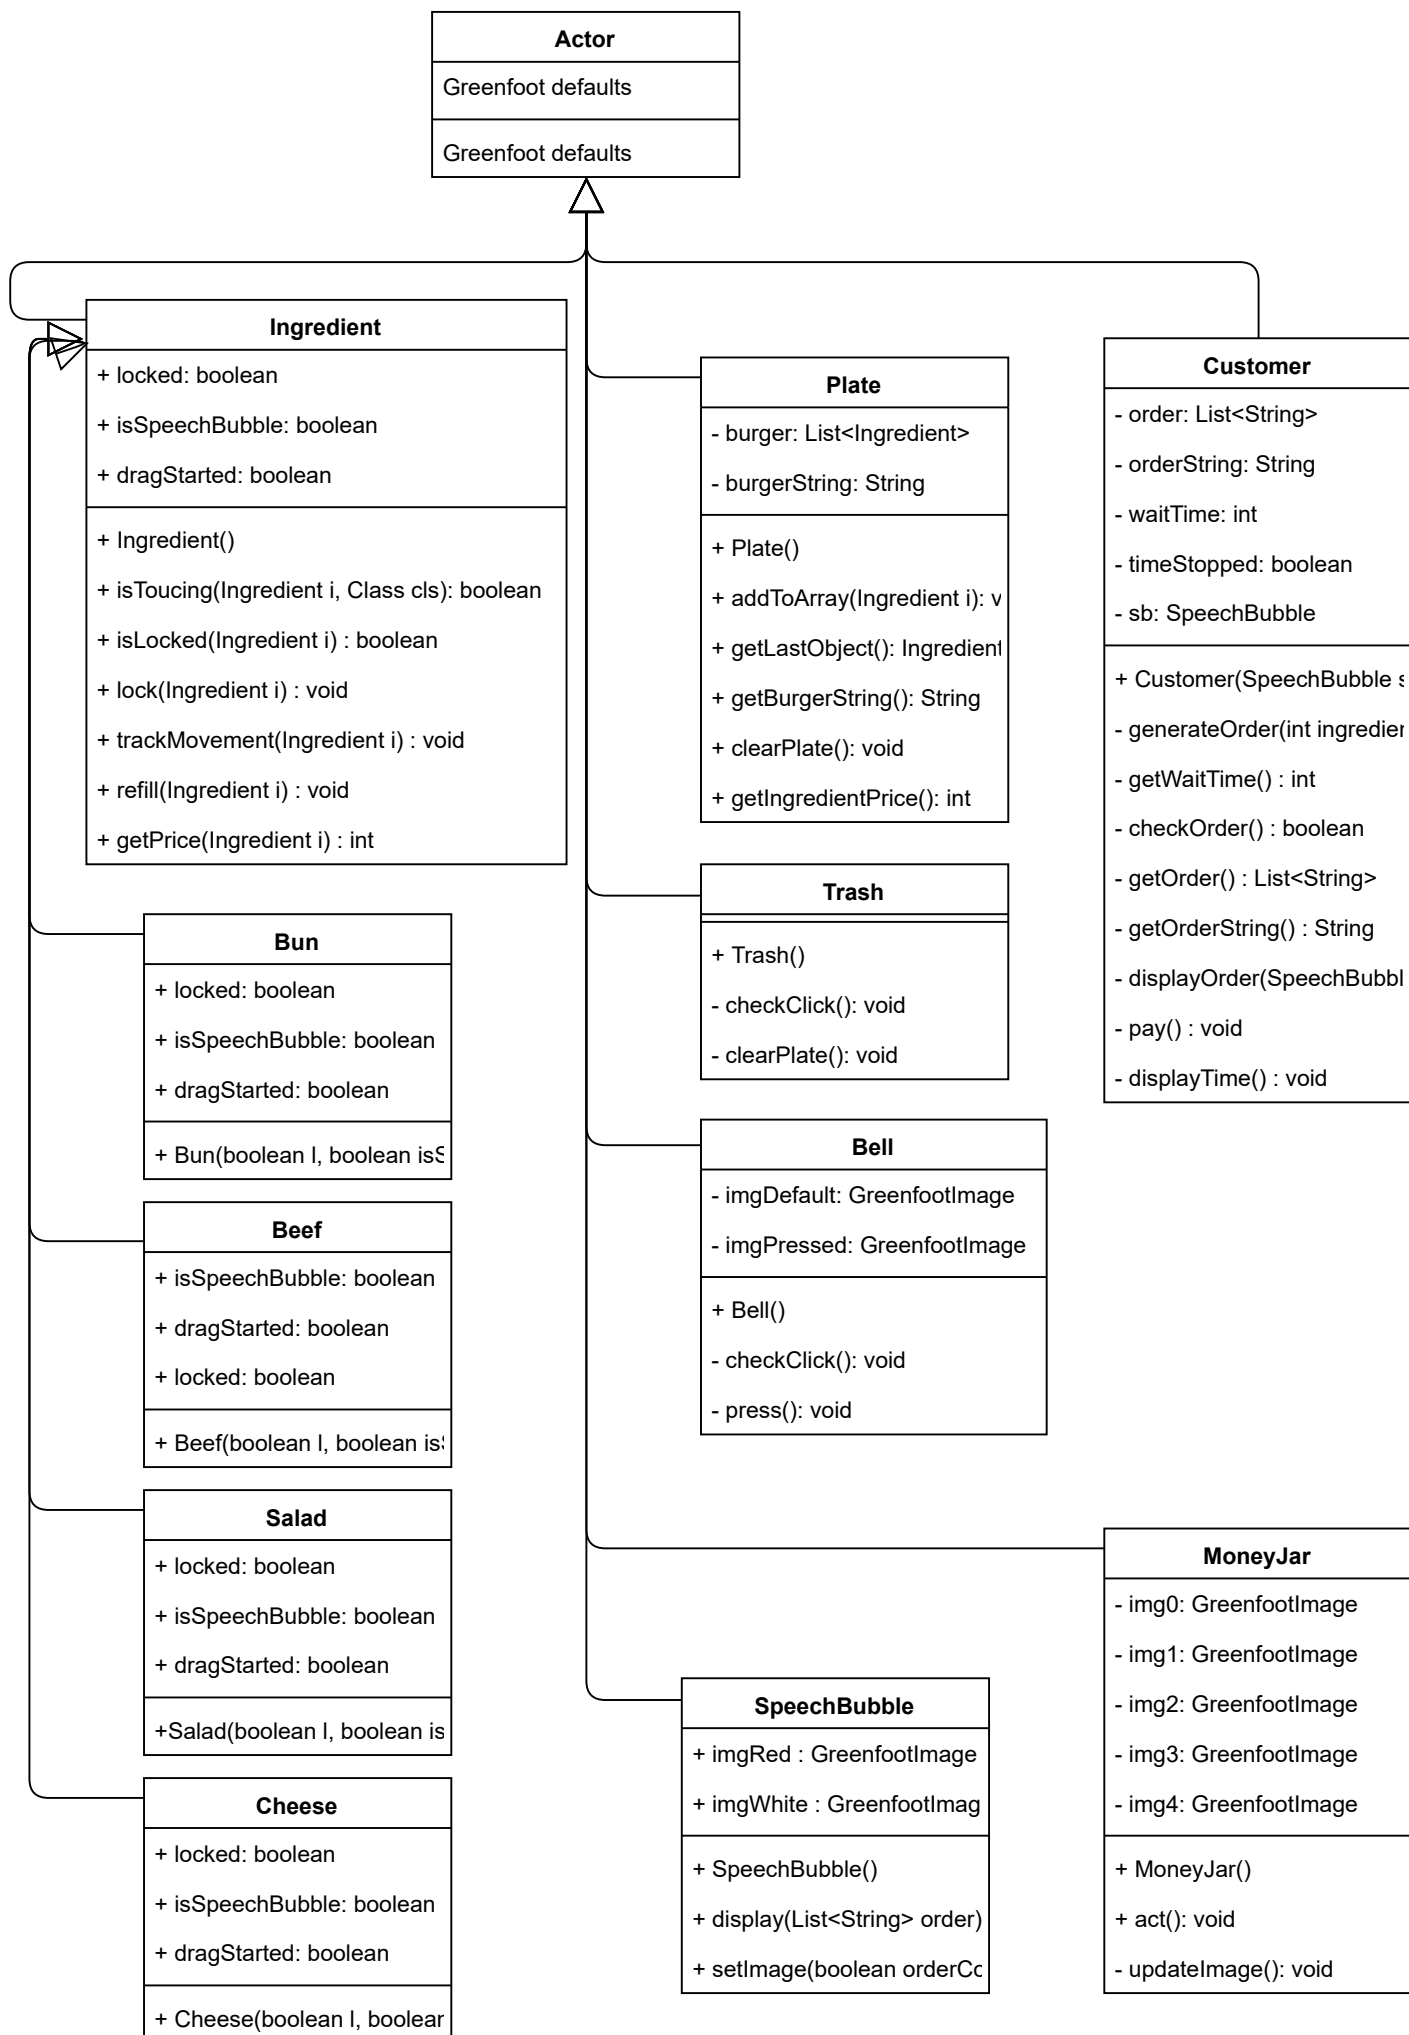 Actor
Greenfoot defaults
Greenfoot defaults
Ingredient
+ locked: boolean
+ isSpeechBubble: boolean
+ dragStarted: boolean
+ Ingredient()
+ isToucing(Ingredient i, Class cls): boolean
+ isLocked(Ingredient i) : boolean
+ lock(Ingredient i) : void
+ trackMovement(Ingredient i) : void
+ refill(Ingredient i) : void
+ getPrice(Ingredient i) : int
Plate
- burger: List<Ingredient>
- burgerString: String
+ Plate()
+ addToArray(Ingredient i):
+ getLastObject(): Ingredient
+ getBurgerString(): String
+ clearPlate(): void
+ getIngredientPrice(): int
Customer
- order: List<String>
- orderString: String
- waitTime: int
- timeStopped: boolean
- sb: SpeechBubble
+ Customer(SpeechBubble
- generateOrder(int
- getWaitTime() : int
- checkOrder() : boolean
- getOrder() : List<String>
- getOrderString() : String
- displayOrder(SpeechBubbl
- pay() : void
- displayTime() : void
Trash
+ Trash()
- checkClick(): void
- clearPlate(): void
Bun
+ locked: boolean
+ isSpeechBubble: boolean
+ dragStarted: boolean
+ Bun(boolean l, boolean
Bell
- imgDefault: GreenfootImage
- imgPressed: GreenfootImage
+ Bell()
- checkClick(): void
- press(): void
Beef
+ isSpeechBubble: boolean
+ dragStarted: boolean
+ locked: boolean
+ Beef(boolean l, boolean
Salad
+ locked: boolean
+ isSpeechBubble: boolean
+ dragStarted: boolean
+Salad(boolean l, boolean is
MoneyJar
- img0: GreenfootImage
- img1: GreenfootImage
- img2: GreenfootImage
- img3: GreenfootImage
- img4: GreenfootImage
+ MoneyJar()
+ act(): void
- updateImage(): void
SpeechBubble
+ imgRed : GreenfootImage
+ imgWhite : GreenfootImag
+ SpeechBubble()
+ display(List<String> order)
+ setImage(boolean
Cheese
+ locked: boolean
+ isSpeechBubble: boolean
+ dragStarted: boolean
+ Cheese(boolean l,